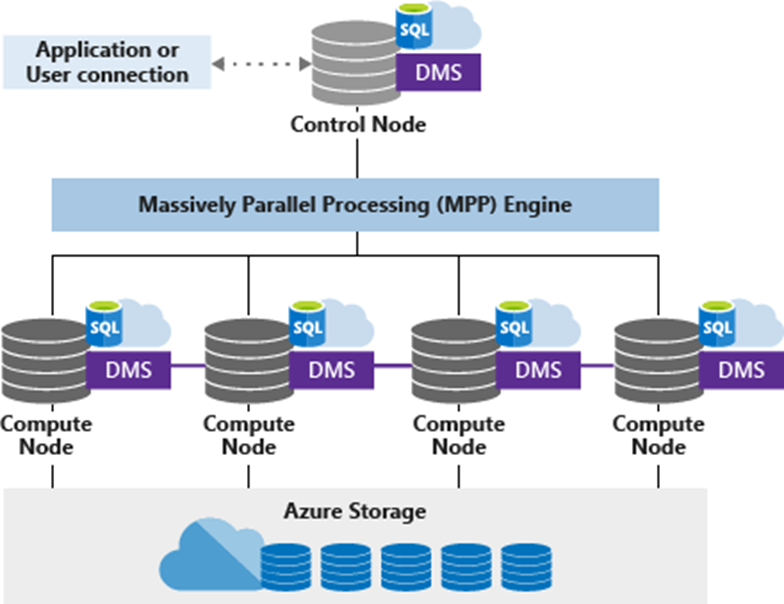 Application or
User connection
SQL
DMS
Control Node
Massively Parallel Processing (MPP) Engine
SQL
DMS
SQL
DMS
SQL
DMS
SQL
DMS
Compute
Node
Compute
Node
Compute
Node
Compute
Node
Azure Storage